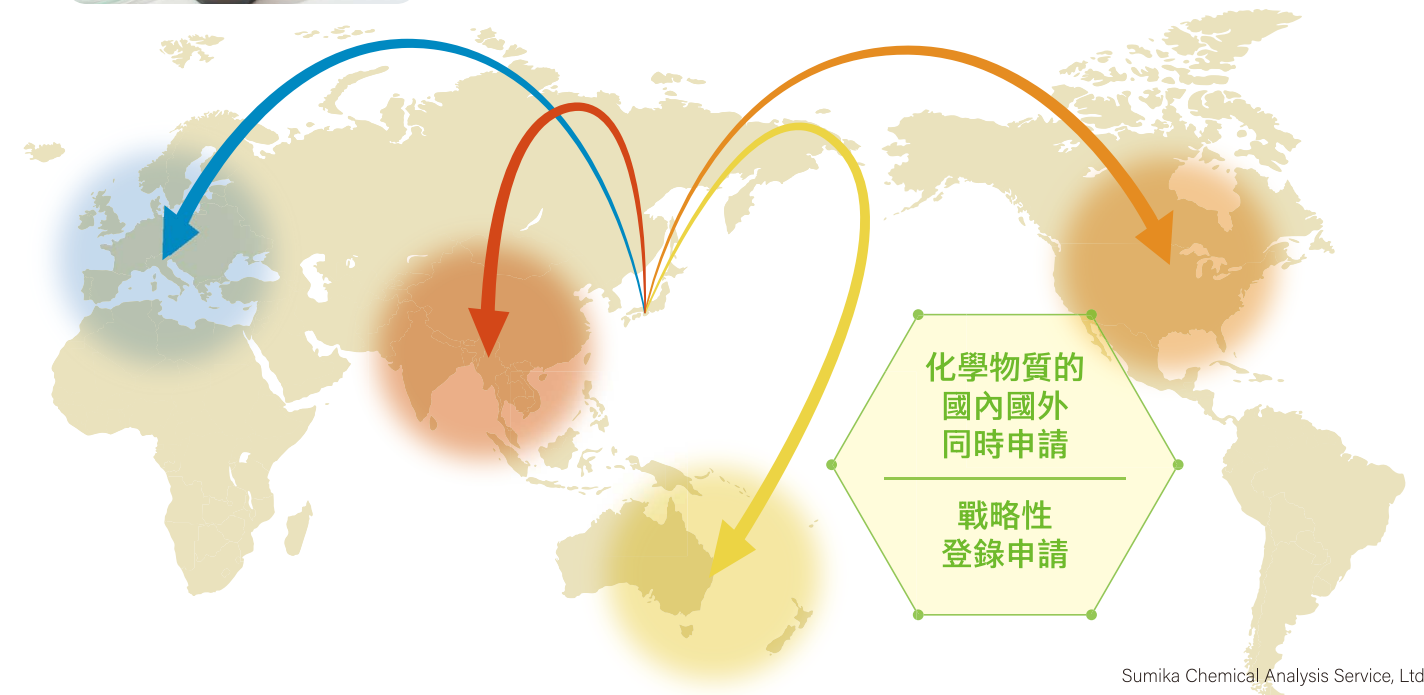 化學物質的
國內國外
同時申請
戰略性
登錄申請
Sumika Chemical Analysis Service, Ltd